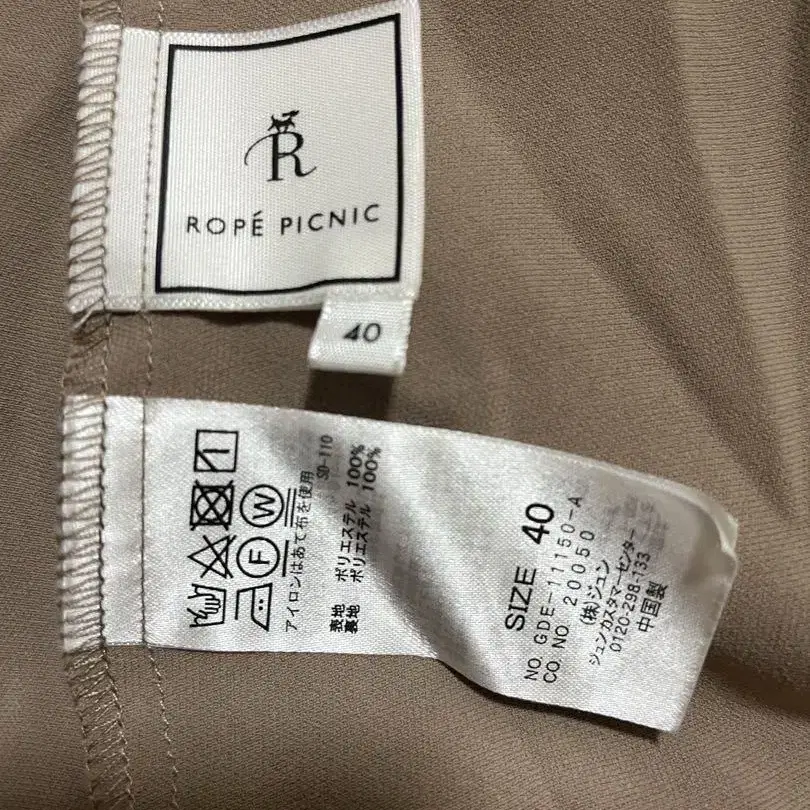 R
ROPÉ PICNIC
40
W
F
アイロンはあて布を使用 SD-110
表地 ポリエステル 100%
裏地 ポリエステル 100%
SIZE 40
NO. GDE-11150-A
CO. NO. 20050
(株)ジュン
ジュンカスタマーセンター
0120-298-133
中国製